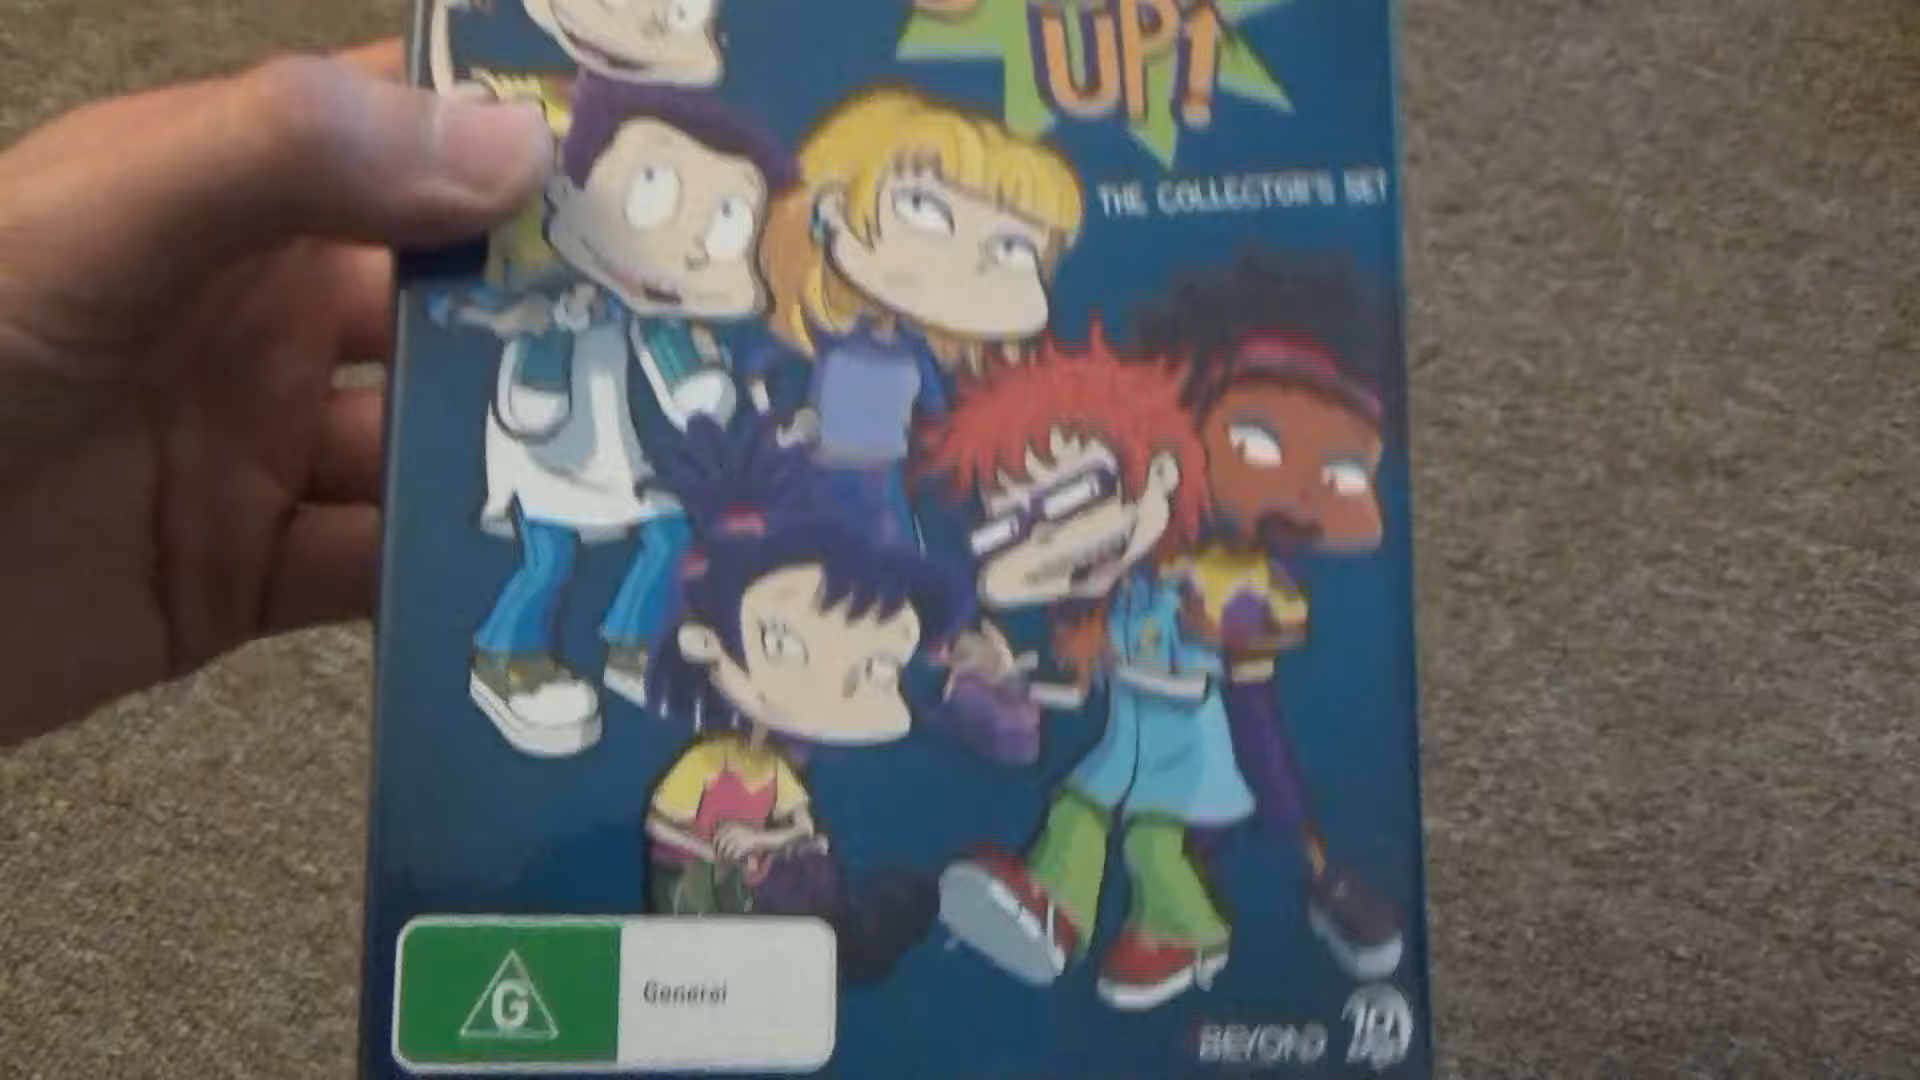 UP!
THE COLLECTOR'S SET
G
General
BEYOND